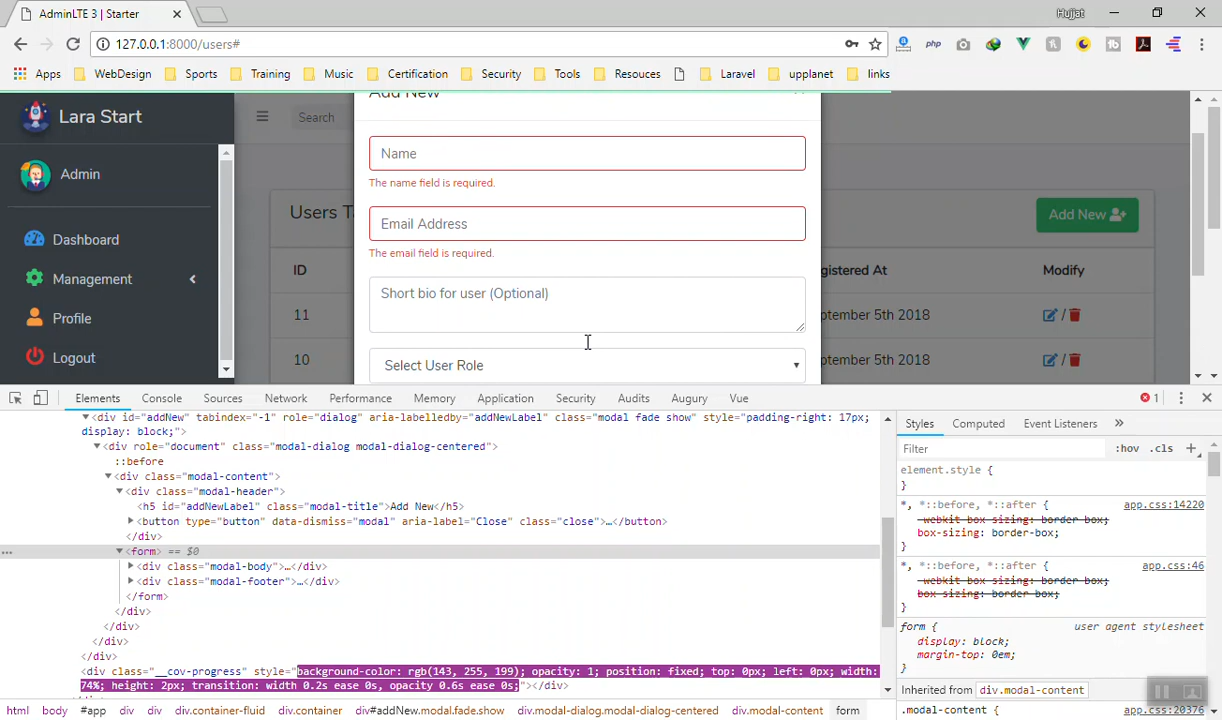 AdminLTE 3 | Starter
Hujjat
127.0.0.1:8000/users#
php
Apps WebDesign Sports Training Music Certification Security Tools Resouces Laravel upplanet links
Lara Start
Search
Add New
Admin
Name
The name field is required.
Users T
Add New
Email Address
The email field is required.
Dashboard
ID
gistered At
Modify
Management
Short bio for user (Optional)
11
ptember 5th 2018
/
Profile
Logout
Select User Role
10
ptember 5th 2018
/
Elements Console Sources Network Performance Memory Application Security Audits Augury Vue
1
<div id="addNew" tabindex="-1" role="dialog" aria-labelledby="addNewLabel" class="modal fade show" style="padding-right: 17px;
display: block;">
<div role="document" class="modal-dialog modal-dialog-centered">
::before
<div class="modal-content">
<div class="modal-header">
<h5 id="addNewLabel" class="modal-title">Add New</h5>
<button type="button" data-dismiss="modal" aria-label="Close" class="close">…</button>
</div>
... <form> == $0
<div class="modal-body">…</div>
<div class="modal-footer">…</div>
</form>
</div>
</div>
</div>
</div>
<div class="__cov-progress" style="background-color: rgb(143, 255, 199); opacity: 1; position: fixed; top: 0px; left: 0px; width:
74%; height: 2px; transition: width 0.2s ease 0s, opacity 0.6s ease 0s;"></div>
html body #app div div div.container-fluid div.container div#addNew.modal.fade.show div.modal-dialog.modal-dialog-centered div.modal-content form
Styles Computed Event Listeners »
Filter
:hov .cls +
element.style {
}
*, *::before, *::after {
app.css:14220
-webkit-box-sizing: border-box;
box-sizing: border-box;
}
*, *::before, *::after {
app.css:46
-webkit-box-sizing: border-box;
box-sizing: border-box;
}
form {
user agent stylesheet
display: block;
margin-top: 0em;
}
Inherited from div.modal-content
.modal-content {
app.css:20376